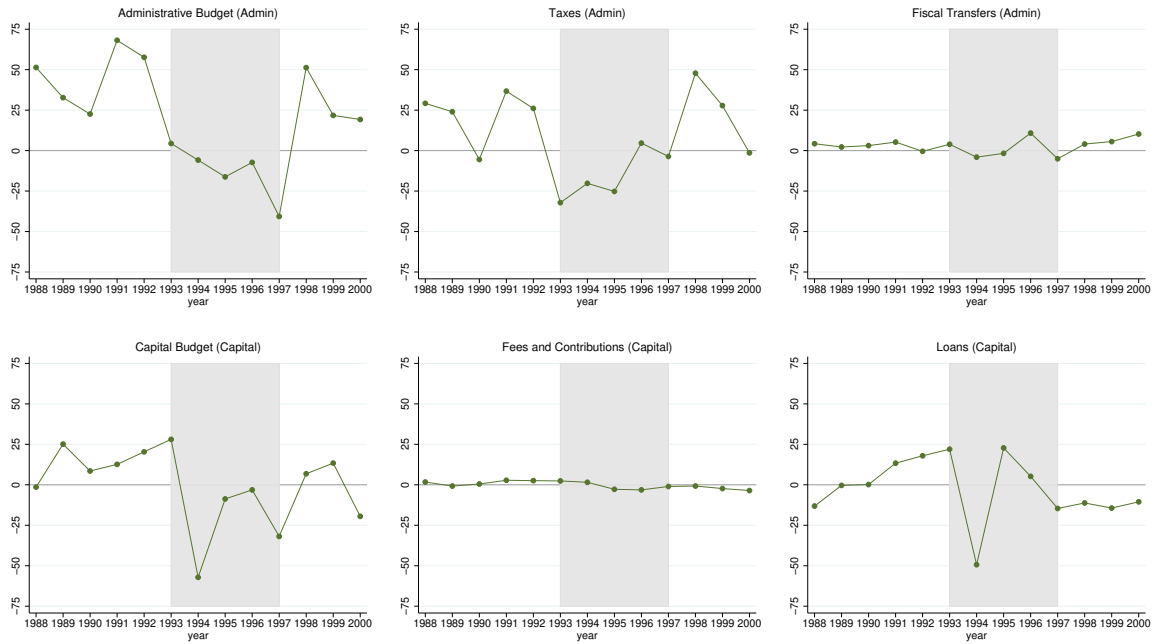 Administrative Budget (Admin)
75
50
25
0
−25
−50
−75
1988 1989 1990 1991 1992 1993 1994 1995 1996 1997 1998 1999 2000
year
Taxes (Admin)
75
50
25
0
−25
−50
−75
1988 1989 1990 1991 1992 1993 1994 1995 1996 1997 1998 1999 2000
year
Fiscal Transfers (Admin)
75
50
25
0
−25
−50
−75
1988 1989 1990 1991 1992 1993 1994 1995 1996 1997 1998 1999 2000
year
Capital Budget (Capital)
75
50
25
0
−25
−50
−75
1988 1989 1990 1991 1992 1993 1994 1995 1996 1997 1998 1999 2000
year
Fees and Contributions (Capital)
75
50
25
0
−25
−50
−75
1988 1989 1990 1991 1992 1993 1994 1995 1996 1997 1998 1999 2000
year
Loans (Capital)
75
50
25
0
−25
−50
−75
1988 1989 1990 1991 1992 1993 1994 1995 1996 1997 1998 1999 2000
year